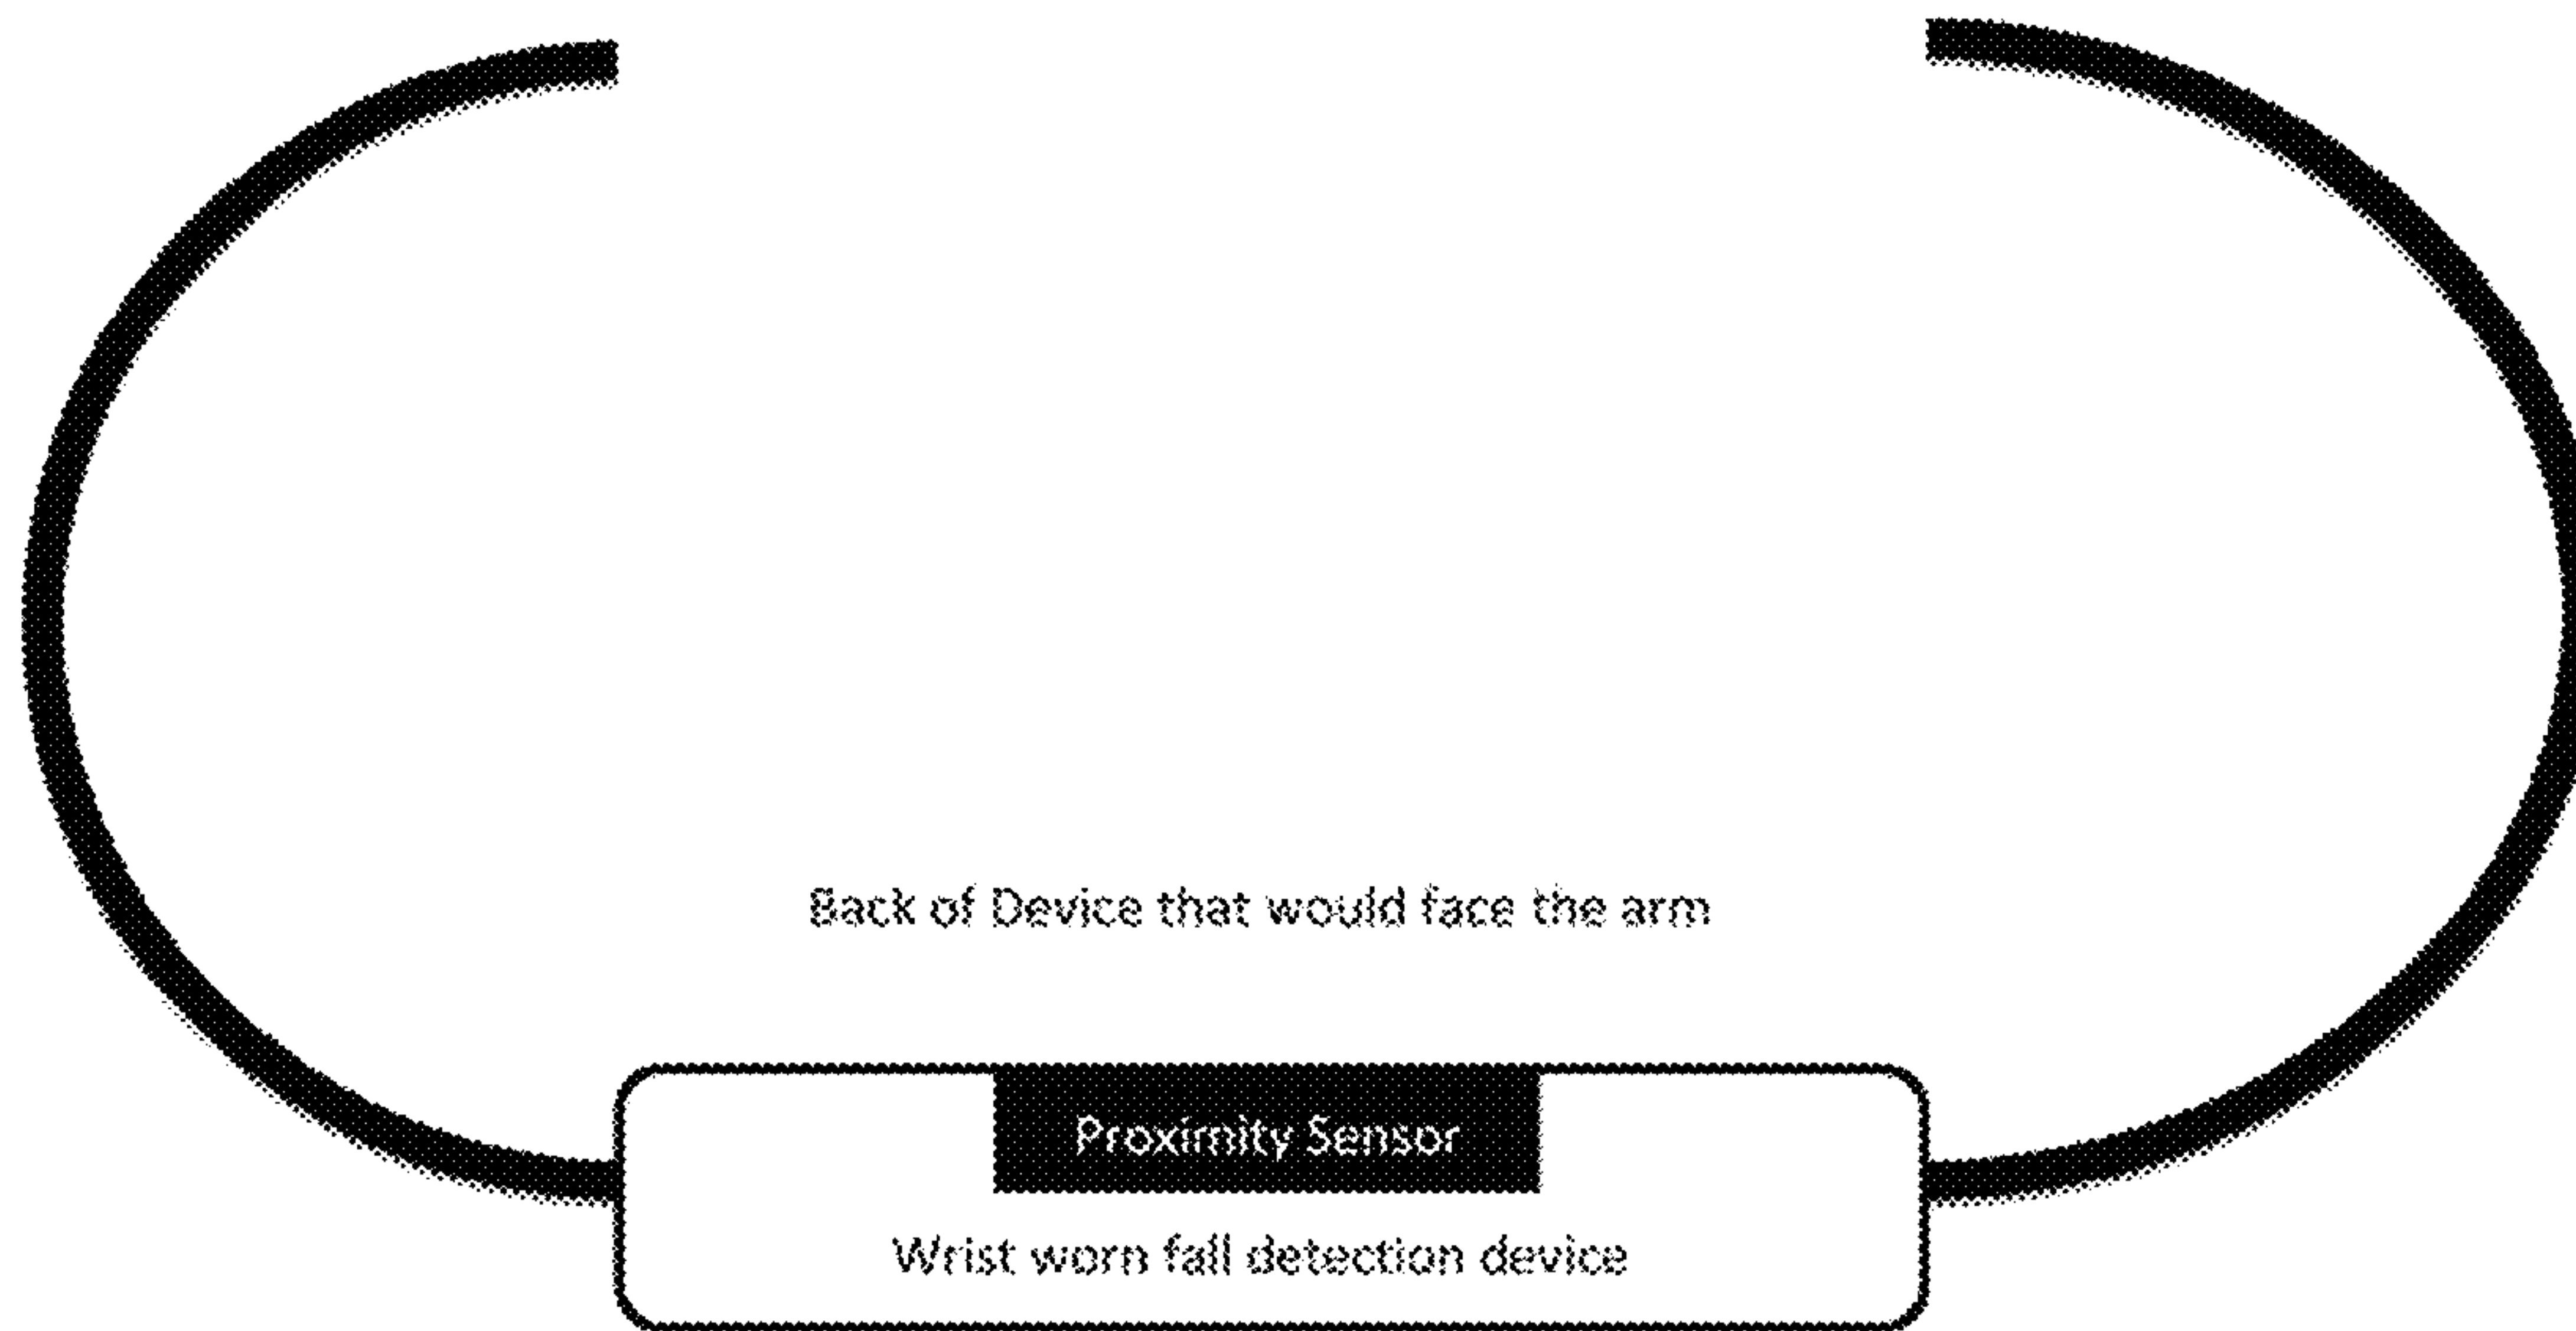 Back of Device that would face the arm
Proximity Sensor
Wrist worn fall detection device